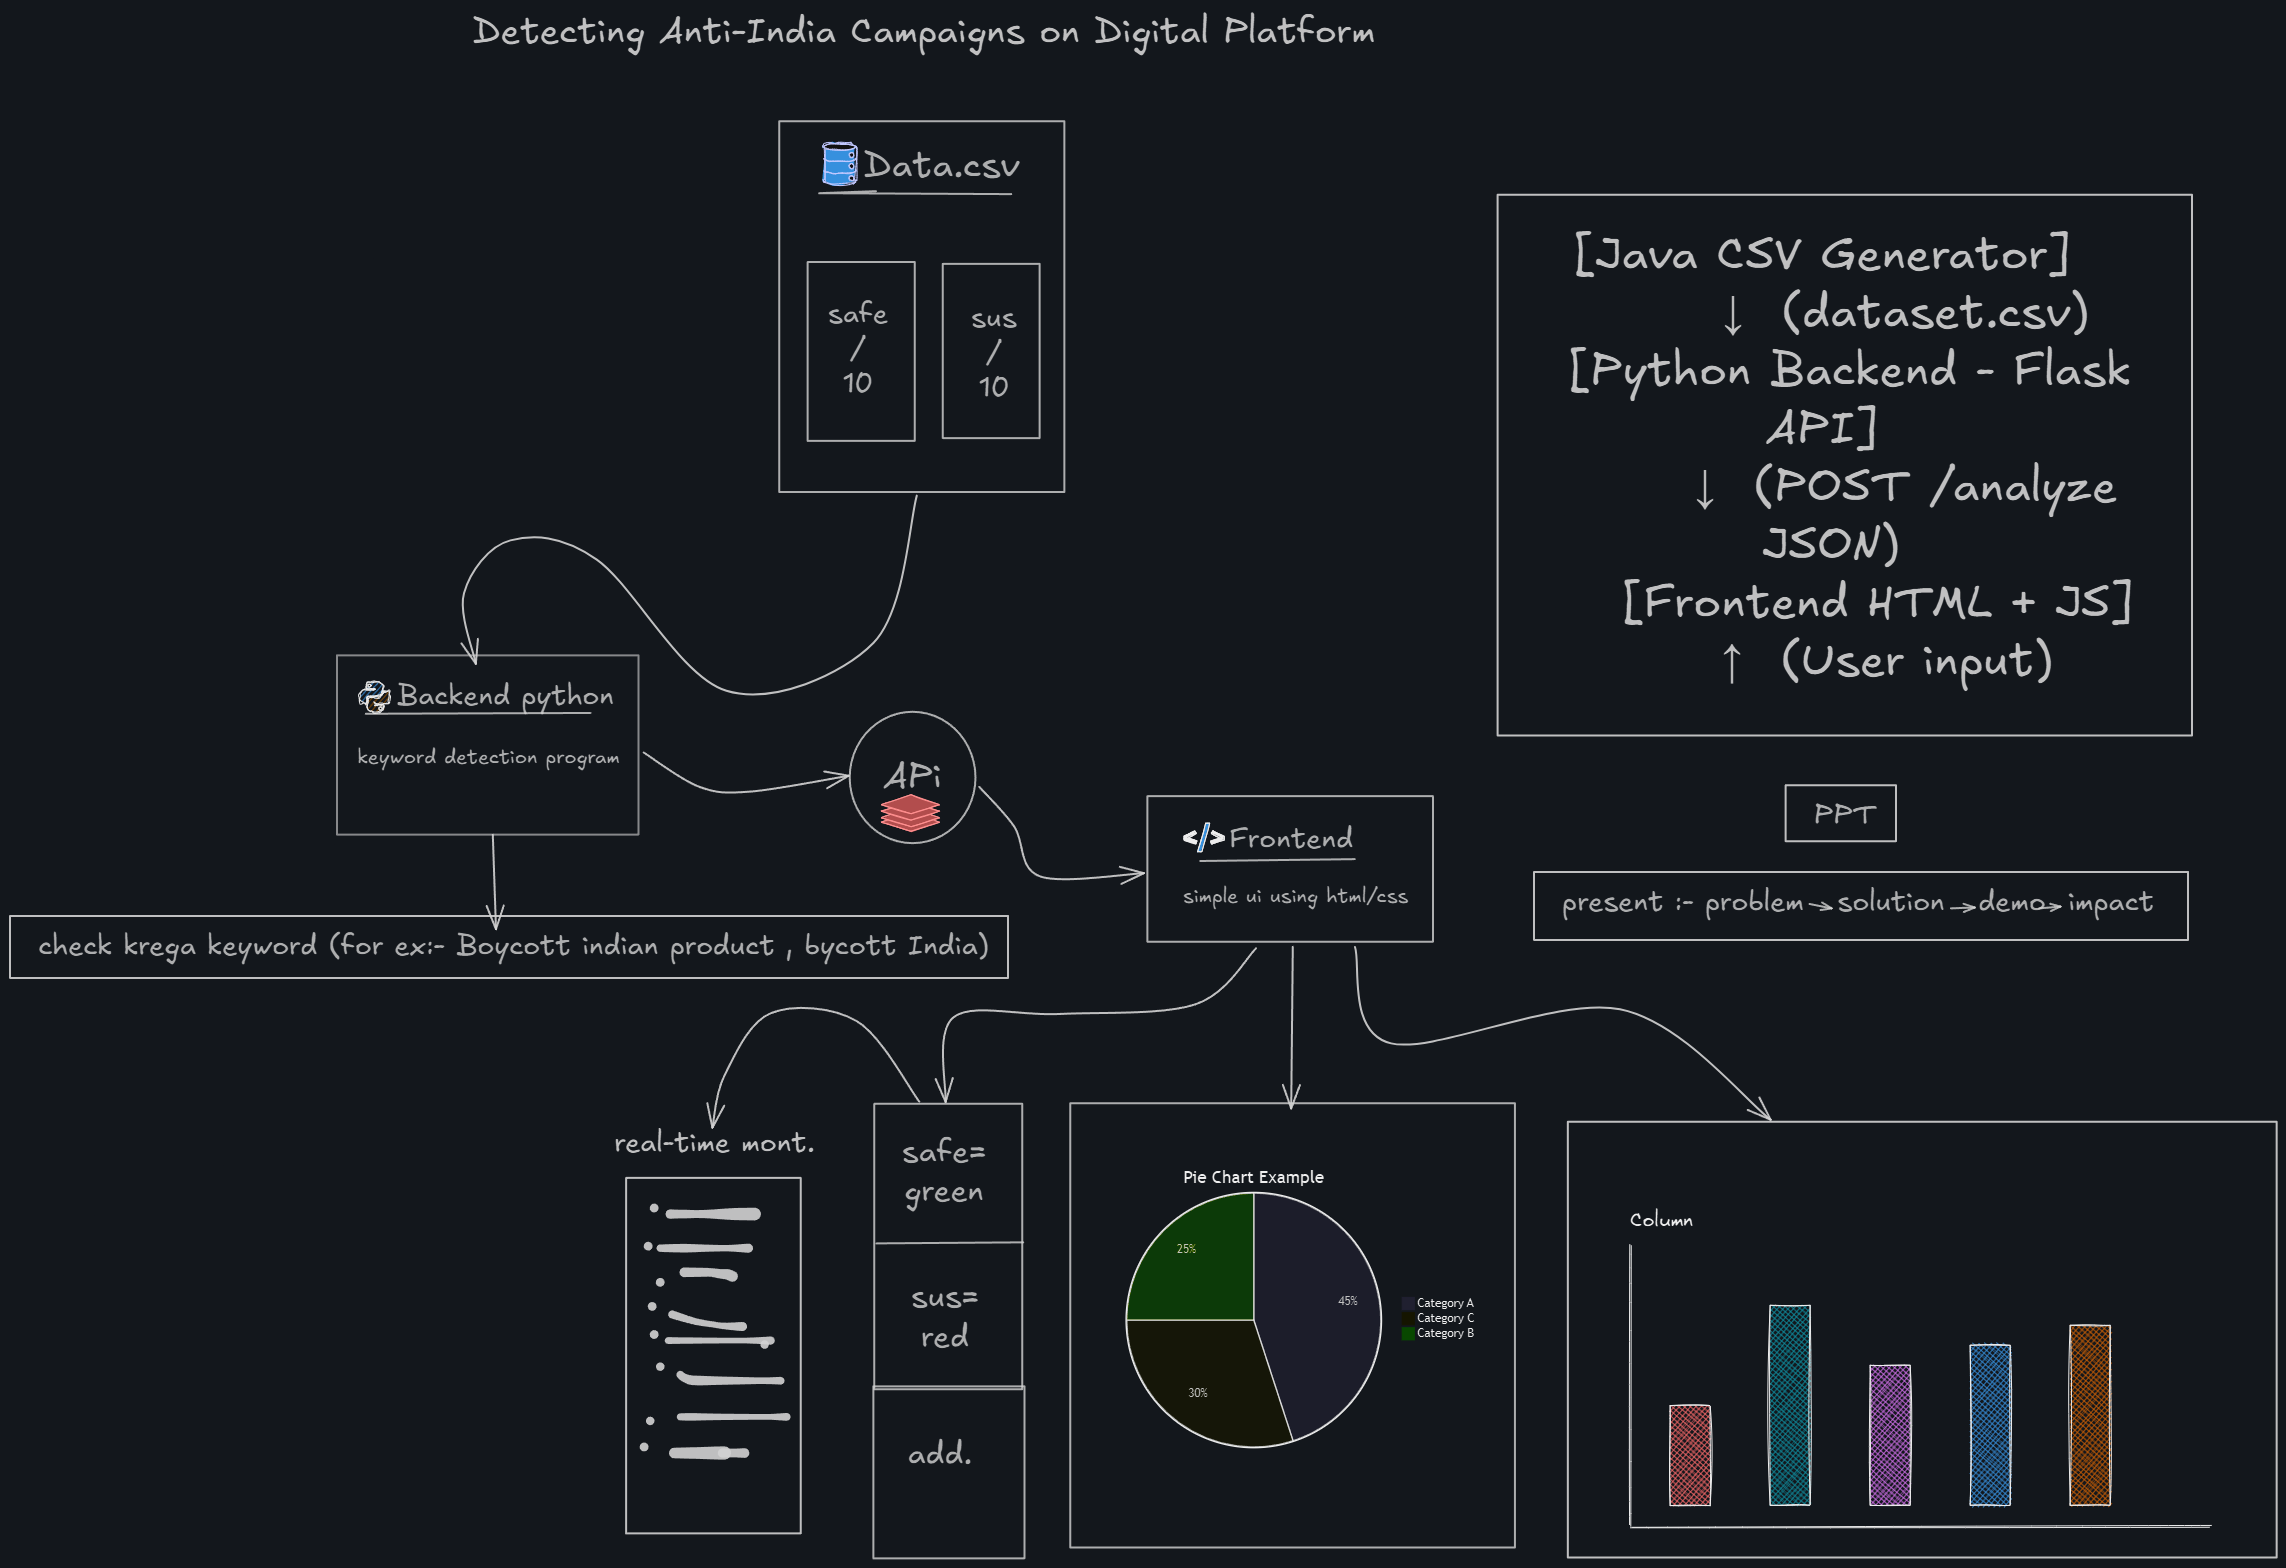 Detecting Anti-India Campaigns on Digital Platform
Data.csv
safe
/
10
sus
/
10
[Java CSV Generator]
↓ (dataset.csv)
[Python Backend - Flask
API]
↓ (POST /analyze
JSON)
[Frontend HTML + JS]
↑ (User input)
Backend python
keyword detection program
APi
</>Frontend
simple ui using html/css
PPT
present :- problem→solution→demo→impact
check krega keyword (for ex:- Boycott indian product , bycott India)
real-time mont.
safe=
green
sus=
red
add.
Pie Chart Example
25%
45%
30%
Category A
Category C
Category B
Column